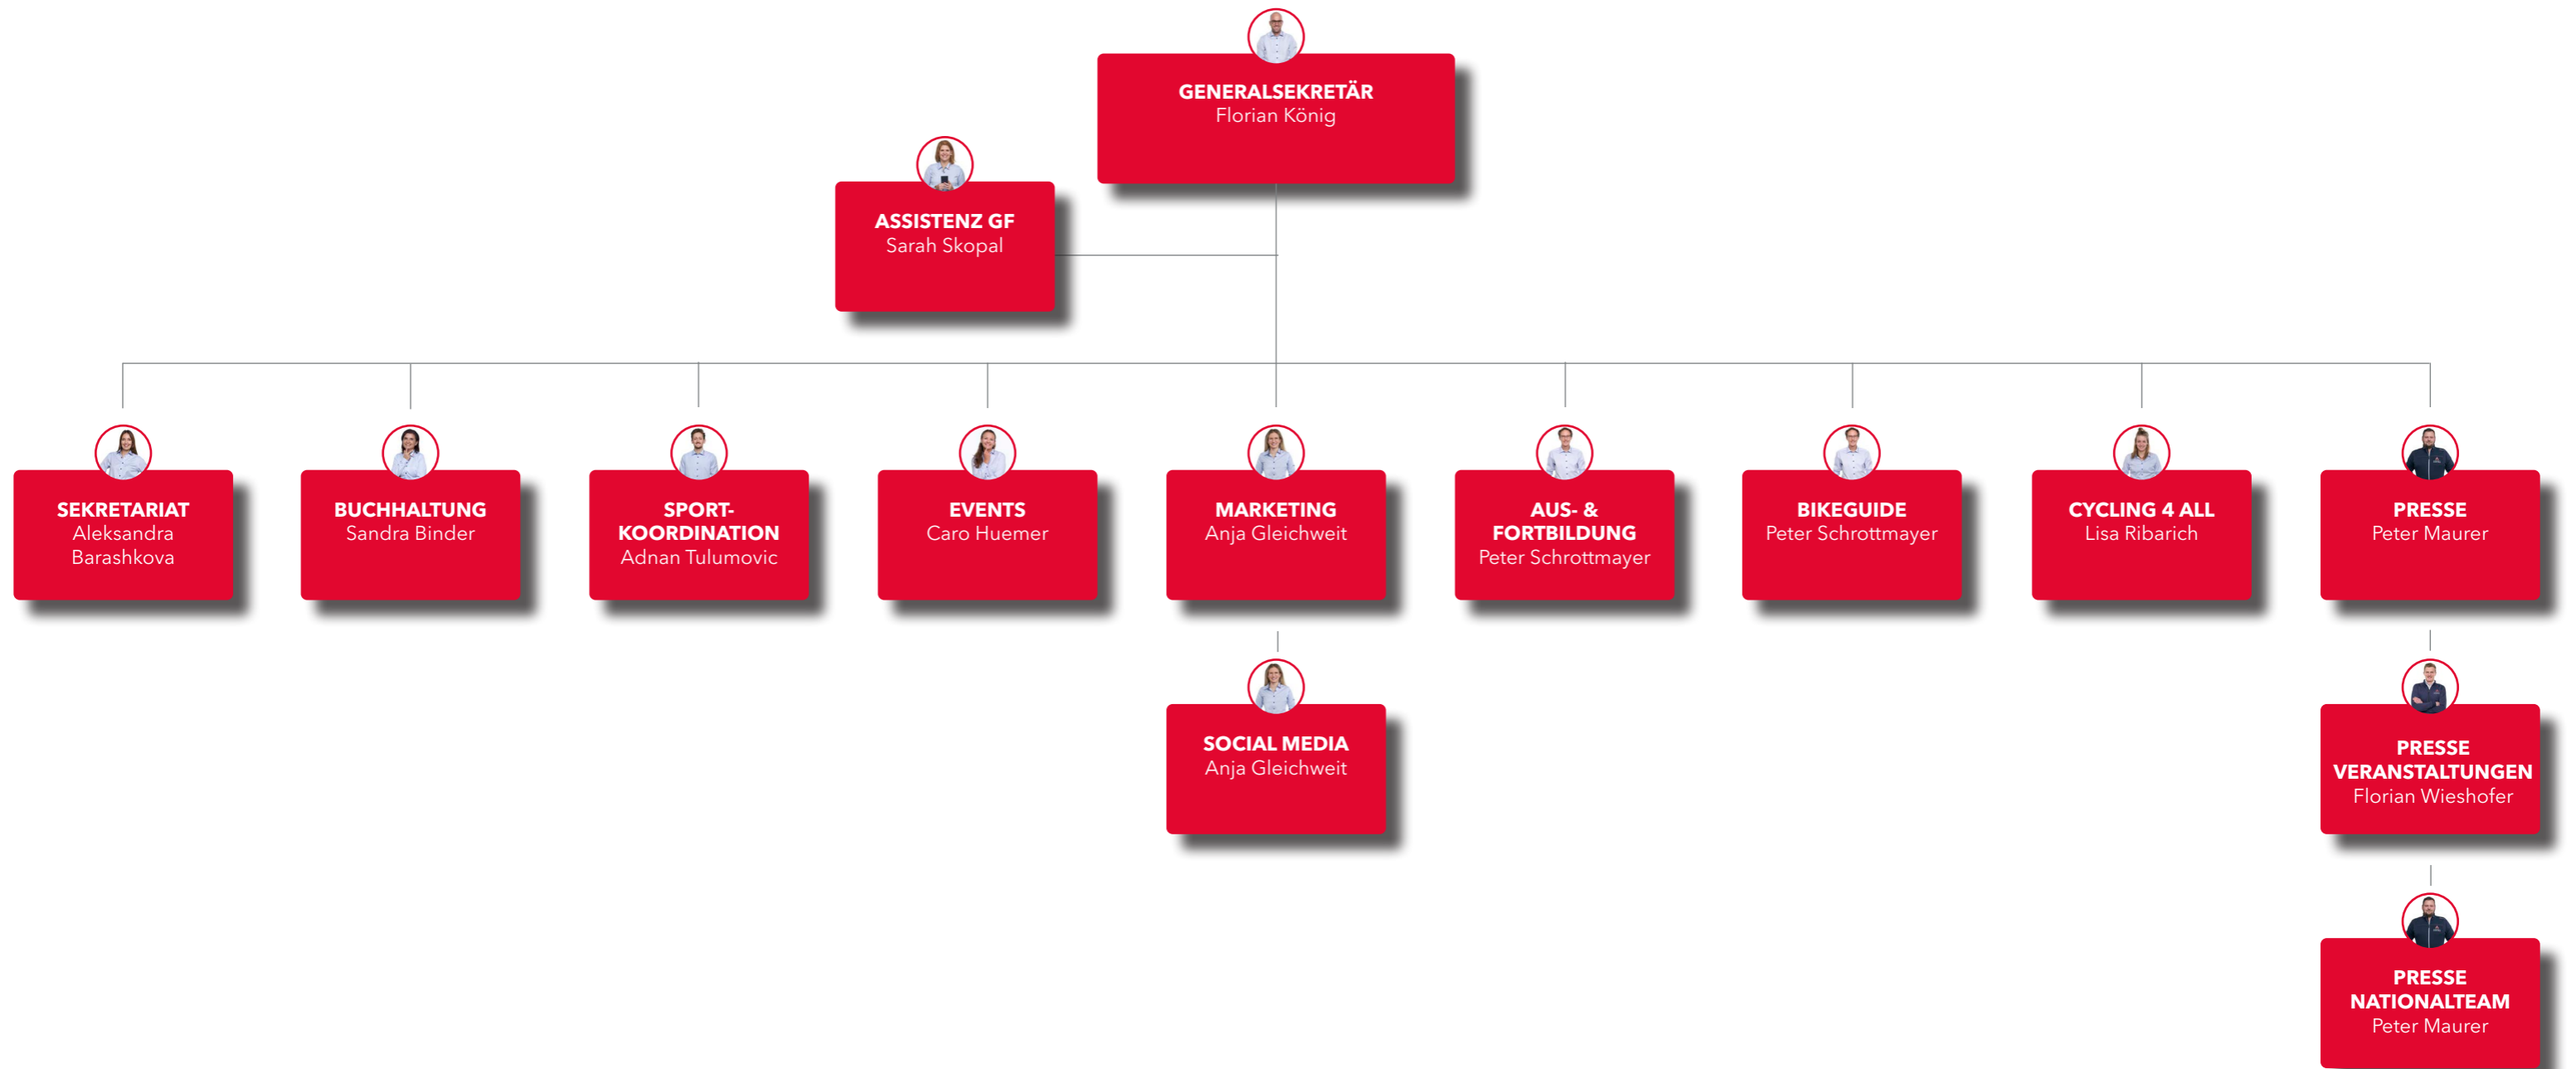 GENERALSEKRETÄR
Florian König
ASSISTENZ GF
Sarah Skopal
SEKRETARIAT
Aleksandra
Barashkova
BUCHHALTUNG
Sandra Binder
SPORT-
KOORDINATION
Adnan Tulumovic
EVENTS
Caro Huemer
MARKETING
Anja Gleichweit
AUS- &
FORTBILDUNG
Peter Schrottmayer
BIKEGUIDE
Peter Schrottmayer
CYCLING 4 ALL
Lisa Ribarich
PRESSE
Peter Maurer
SOCIAL MEDIA
Anja Gleichweit
PRESSE
VERANSTALTUNGEN
Florian Wieshofer
PRESSE
NATIONALTEAM
Peter Maurer